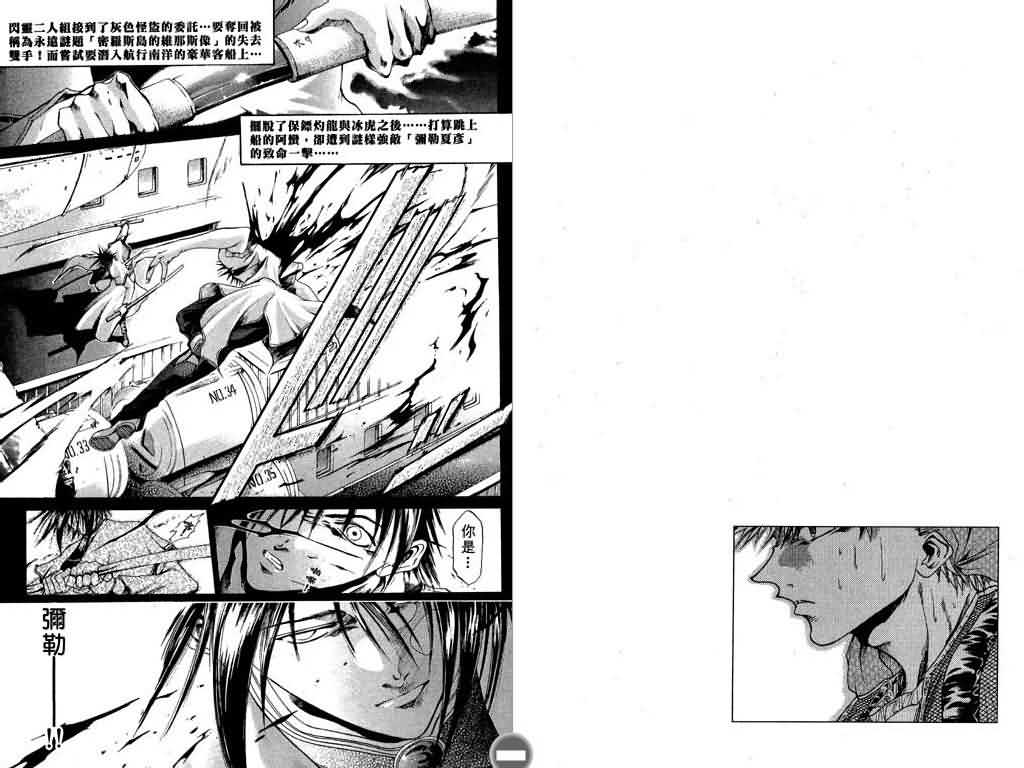 閃靈二人組接到了灰色怪盜的委託…要奪回被
稱為永遠謎題「密羅斯島的維那斯像」的失去
雙手!而嘗試要潛入航行南洋的豪華客船上…
擺脫了保鏢灼龍與冰虎之後……打算跳上
船的阿蠻,卻遭到謎樣強敵「彌勒夏彥」
的致命一擊……
NO.34
NO.33
NO.35
你是…
彌勒——!!